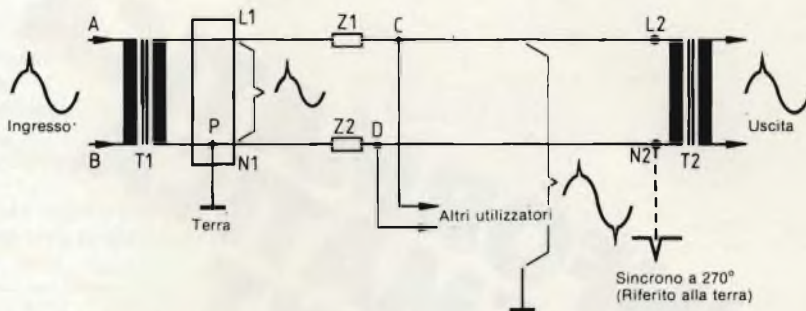 A
L1
Z1
C
L2
Ingresso
P
Z2
D
Uscita
B
T1
N1
N2
T2
Terra
Altri utilizzatori
Sincrono a 270°
(Riferito alla terra)